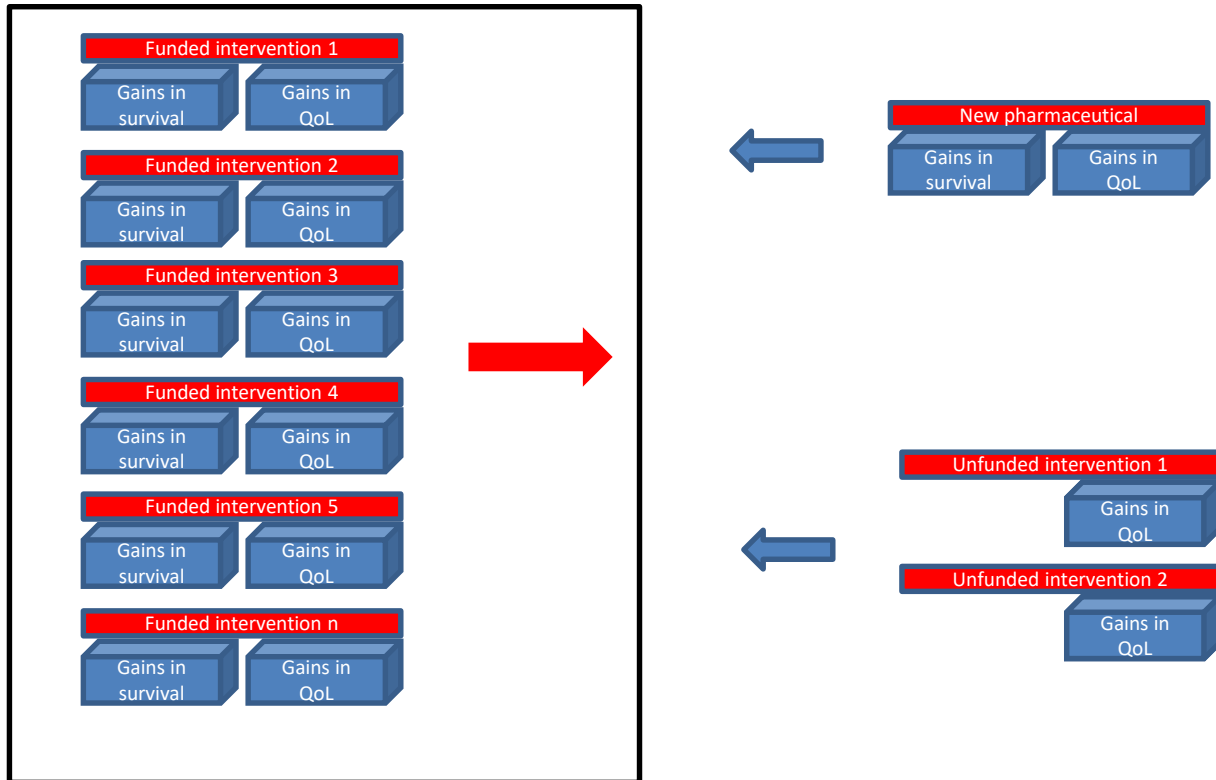 Funded intervention 1
Gains in
survival
Gains in
QoL
Funded intervention 2
Gains in
survival
Gains in
QoL
Funded intervention 3
Gains in
survival
Gains in
QoL
Funded intervention 4
Gains in
survival
Gains in
QoL
Funded intervention 5
Gains in
survival
Gains in
QoL
Funded intervention n
Gains in
survival
Gains in
QoL
New pharmaceutical
Gains in
survival
Gains in
QoL
Unfunded intervention 1
Gains in
QoL
Unfunded intervention 2
Gains in
QoL